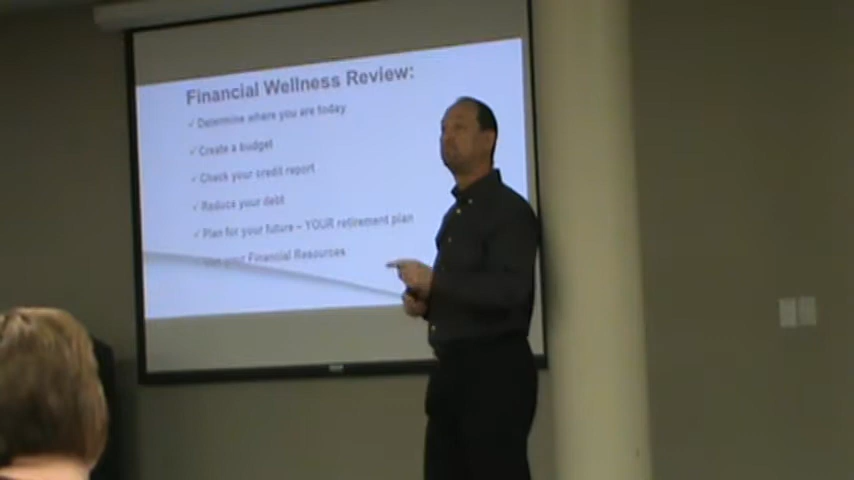 Financial Wellness Review:
✓ Determine where you are today
✓ Create a budget
✓ Check your credit report
✓ Reduce your debt
✓ Plan for your future – YOUR retirement plan
your Financial Resources